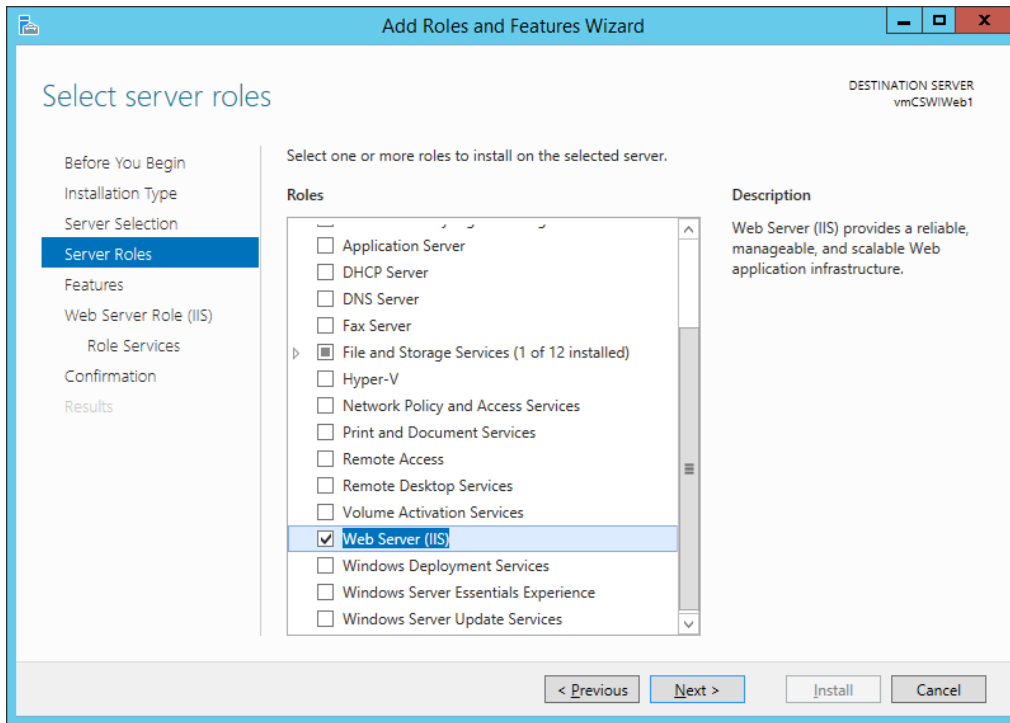 Add Roles and Features Wizard
Select server roles
DESTINATION SERVER
vmCSWIWeb1
Before You Begin
Installation Type
Server Selection
Server Roles
Features
Web Server Role (IIS)
Role Services
Confirmation
Results
Select one or more roles to install on the selected server.
Roles
Application Server
DHCP Server
DNS Server
Fax Server
File and Storage Services (1 of 12 installed)
Hyper-V
Network Policy and Access Services
Print and Document Services
Remote Access
Remote Desktop Services
Volume Activation Services
Web Server (IIS)
Windows Deployment Services
Windows Server Essentials Experience
Windows Server Update Services
Description
Web Server (IIS) provides a reliable,
manageable, and scalable Web
application infrastructure.
< Previous
Next >
Install
Cancel